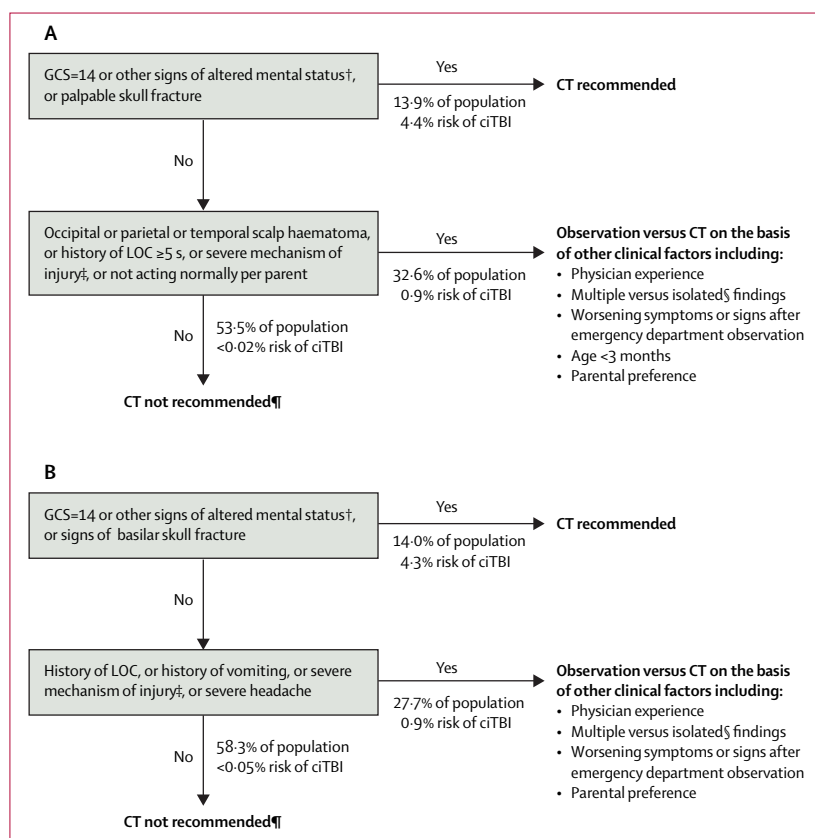 A
GCS=14 or other signs of altered mental status†,
or palpable skull fracture
Yes
13·9% of population
4·4% risk of ciTBI
CT recommended
No
Occipital or parietal or temporal scalp haematoma,
or history of LOC ≥5 s, or severe mechanism of
injury‡, or not acting normally per parent
Yes
32·6% of population
0·9% risk of ciTBI
Observation versus CT on the basis
of other clinical factors including:
• Physician experience
• Multiple versus isolated§ findings
• Worsening symptoms or signs after
emergency department observation
• Age <3 months
• Parental preference
No
53·5% of population
<0·02% risk of ciTBI
CT not recommended¶
B
GCS=14 or other signs of altered mental status†,
or signs of basilar skull fracture
Yes
14·0% of population
4·3% risk of ciTBI
CT recommended
No
History of LOC, or history of vomiting, or severe
mechanism of injury‡, or severe headache
Yes
27·7% of population
0·9% risk of ciTBI
Observation versus CT on the basis
of other clinical factors including:
• Physician experience
• Multiple versus isolated§ findings
• Worsening symptoms or signs after
emergency department observation
• Parental preference
No
58·3% of population
<0·05% risk of ciTBI
CT not recommended¶